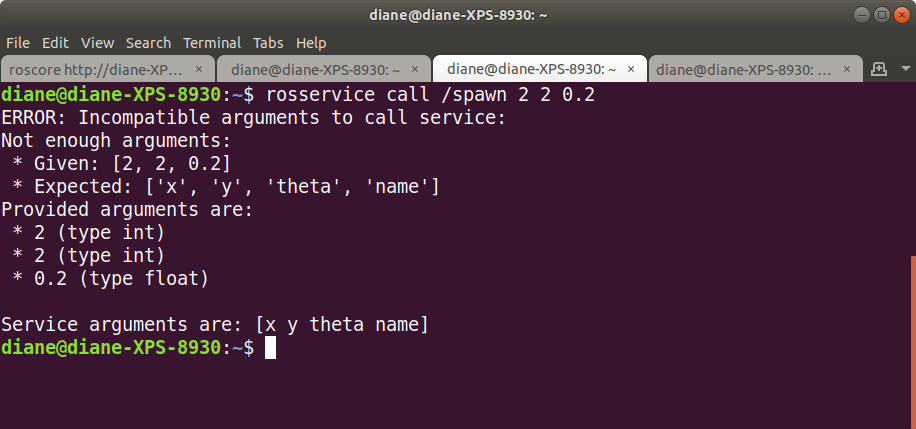 diane@diane-XPS-8930: ~
File Edit View Search Terminal Tabs Help
roscore http://diane-XP... × diane@diane-XPS-8930: ~ × diane@diane-XPS-8930: ~ × diane@diane-XPS-8930: ... ×
diane@diane-XPS-8930:~$ rosservice call /spawn 2 2 0.2
ERROR: Incompatible arguments to call service:
Not enough arguments:
 * Given: [2, 2, 0.2]
 * Expected: ['x', 'y', 'theta', 'name']
Provided arguments are:
 * 2 (type int)
 * 2 (type int)
 * 0.2 (type float)
Service arguments are: [x y theta name]
diane@diane-XPS-8930:~$